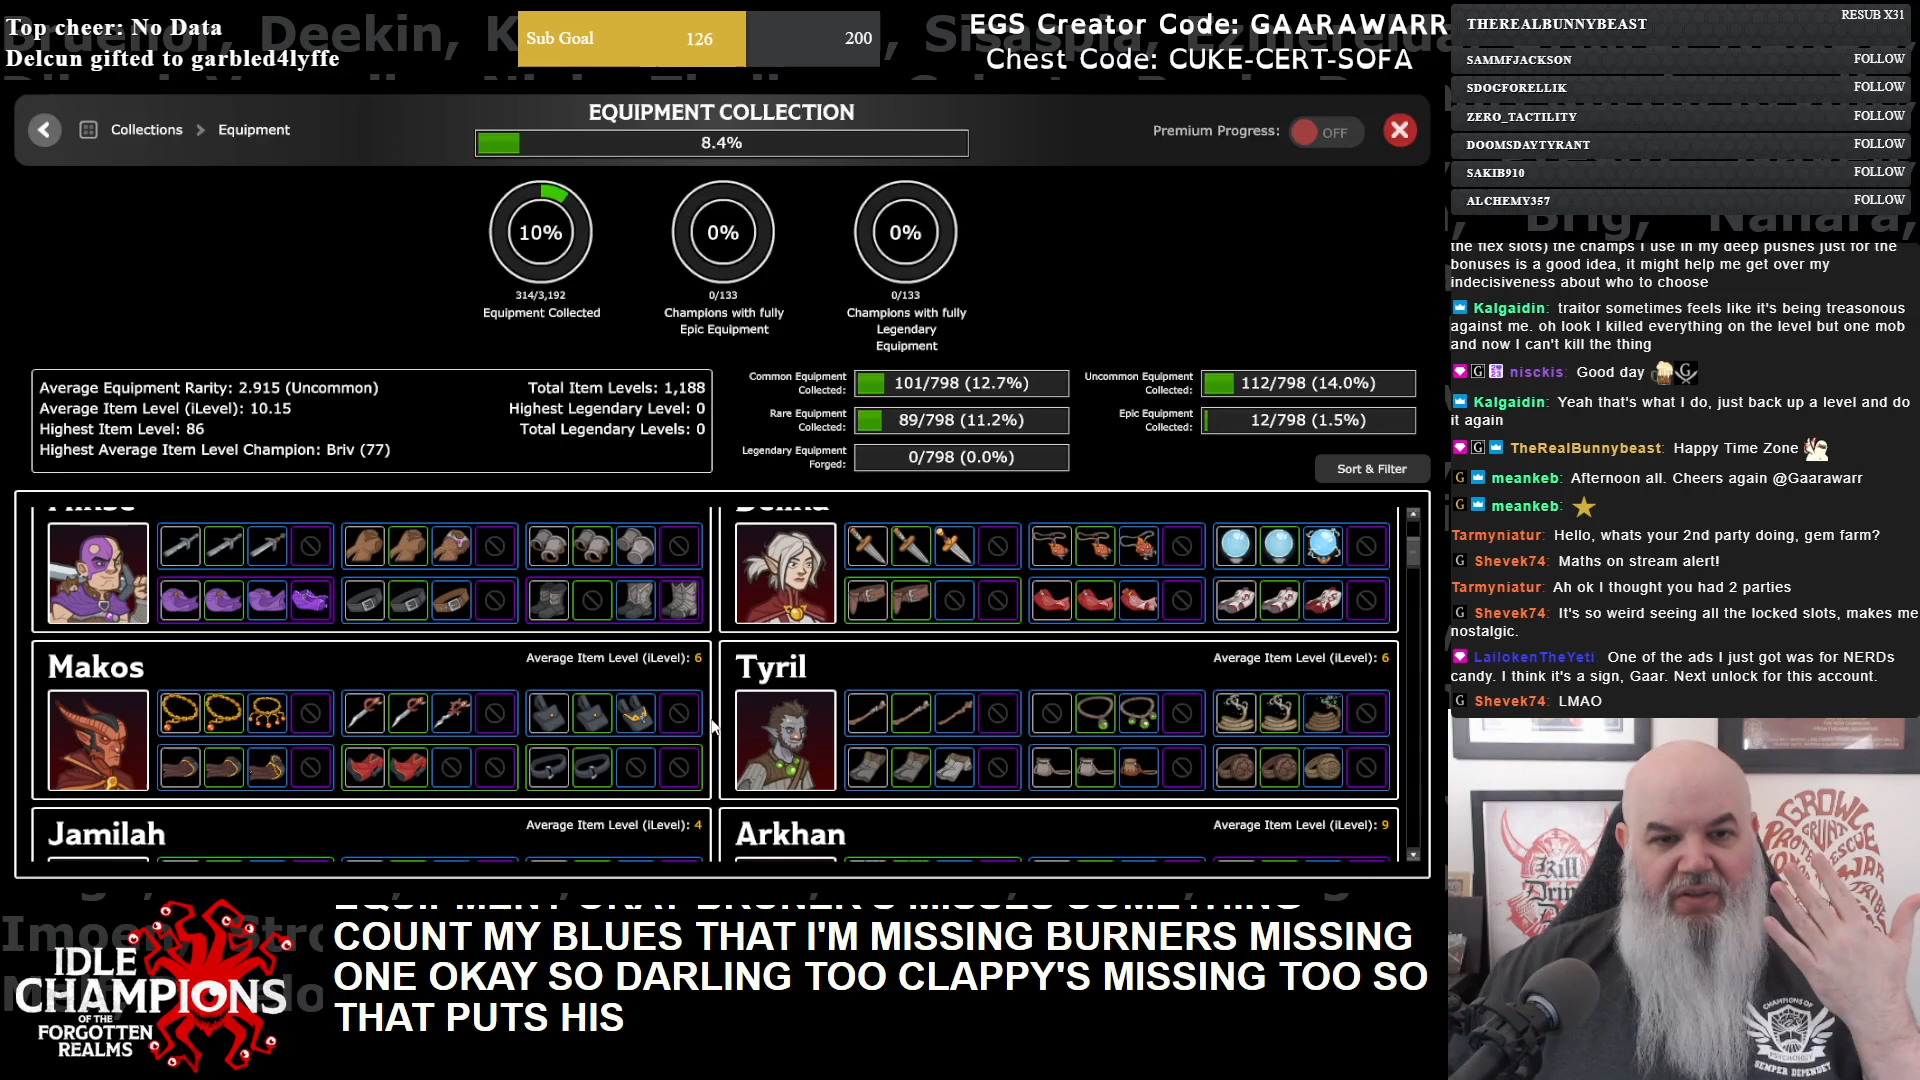 Top cheer: No Data
Delcun gifted to garbled4lyffe
Sub Goal 126 200
EGS Creator Code: GAARAWARR
Chest Code: CUKE-CERT-SOFA
THEREALBUNNYBEAST RESUB X31
SAMMFJACKSON FOLLOW
SDOGFORELLIK FOLLOW
ZERO_TACTILITY FOLLOW
DOOMSDAYTYRANT FOLLOW
SAKIB910 FOLLOW
ALCHEMY357 FOLLOW
Collections > Equipment
EQUIPMENT COLLECTION
8.4%
Premium Progress: OFF
10%
0%
0%
314/3,192
Equipment Collected
0/133
Champions with fully
Epic Equipment
0/133
Champions with fully
Legendary
Equipment
Average Equipment Rarity: 2.915 (Uncommon)
Average Item Level (iLevel): 10.15
Highest Item Level: 86
Highest Average Item Level Champion: Briv (77)
Total Item Levels: 1,188
Highest Legendary Level: 0
Total Legendary Levels: 0
Common Equipment
Collected:
101/798 (12.7%)
Uncommon Equipment
Collected:
112/798 (14.0%)
Rare Equipment
Collected:
89/798 (11.2%)
Epic Equipment
Collected:
12/798 (1.5%)
Legendary Equipment
Forged:
0/798 (0.0%)
Sort & Filter
Makos
Average Item Level (iLevel): 6
Tyril
Average Item Level (iLevel): 6
Jamilah
Average Item Level (iLevel): 4
Arkhan
Average Item Level (iLevel): 9
the flex slots) the champs I use in my deep pushes just for the
bonuses is a good idea, it might help me get over my
indecisiveness about who to choose
Kalgaidin: traitor sometimes feels like it's being treasonous
against me. oh look I killed everything on the level but one mob
and now I can't kill the thing
nisckis: Good day
Kalgaidin: Yeah that's what I do, just back up a level and do
it again
TheRealBunnybeast: Happy Time Zone
meankeb: Afternoon all. Cheers again @Gaarawarr
meankeb:
Tarmyniatur: Hello, whats your 2nd party doing, gem farm?
Shevek74: Maths on stream alert!
Tarmyniatur: Ah ok I thought you had 2 parties
Shevek74: It's so weird seeing all the locked slots, makes me
nostalgic.
LailokenTheYeti: One of the ads I just got was for NERDs
candy. I think it's a sign, Gaar. Next unlock for this account.
Shevek74: LMAO
IDLE
CHAMPIONS
OF THE
FORGOTTEN
REALMS
COUNT MY BLUES THAT I'M MISSING BURNERS MISSING
ONE OKAY SO DARLING TOO CLAPPY'S MISSING TOO SO
THAT PUTS HIS
CHAMPIONS OF
PSYCHOLOGY
SEMPER DEPENDET